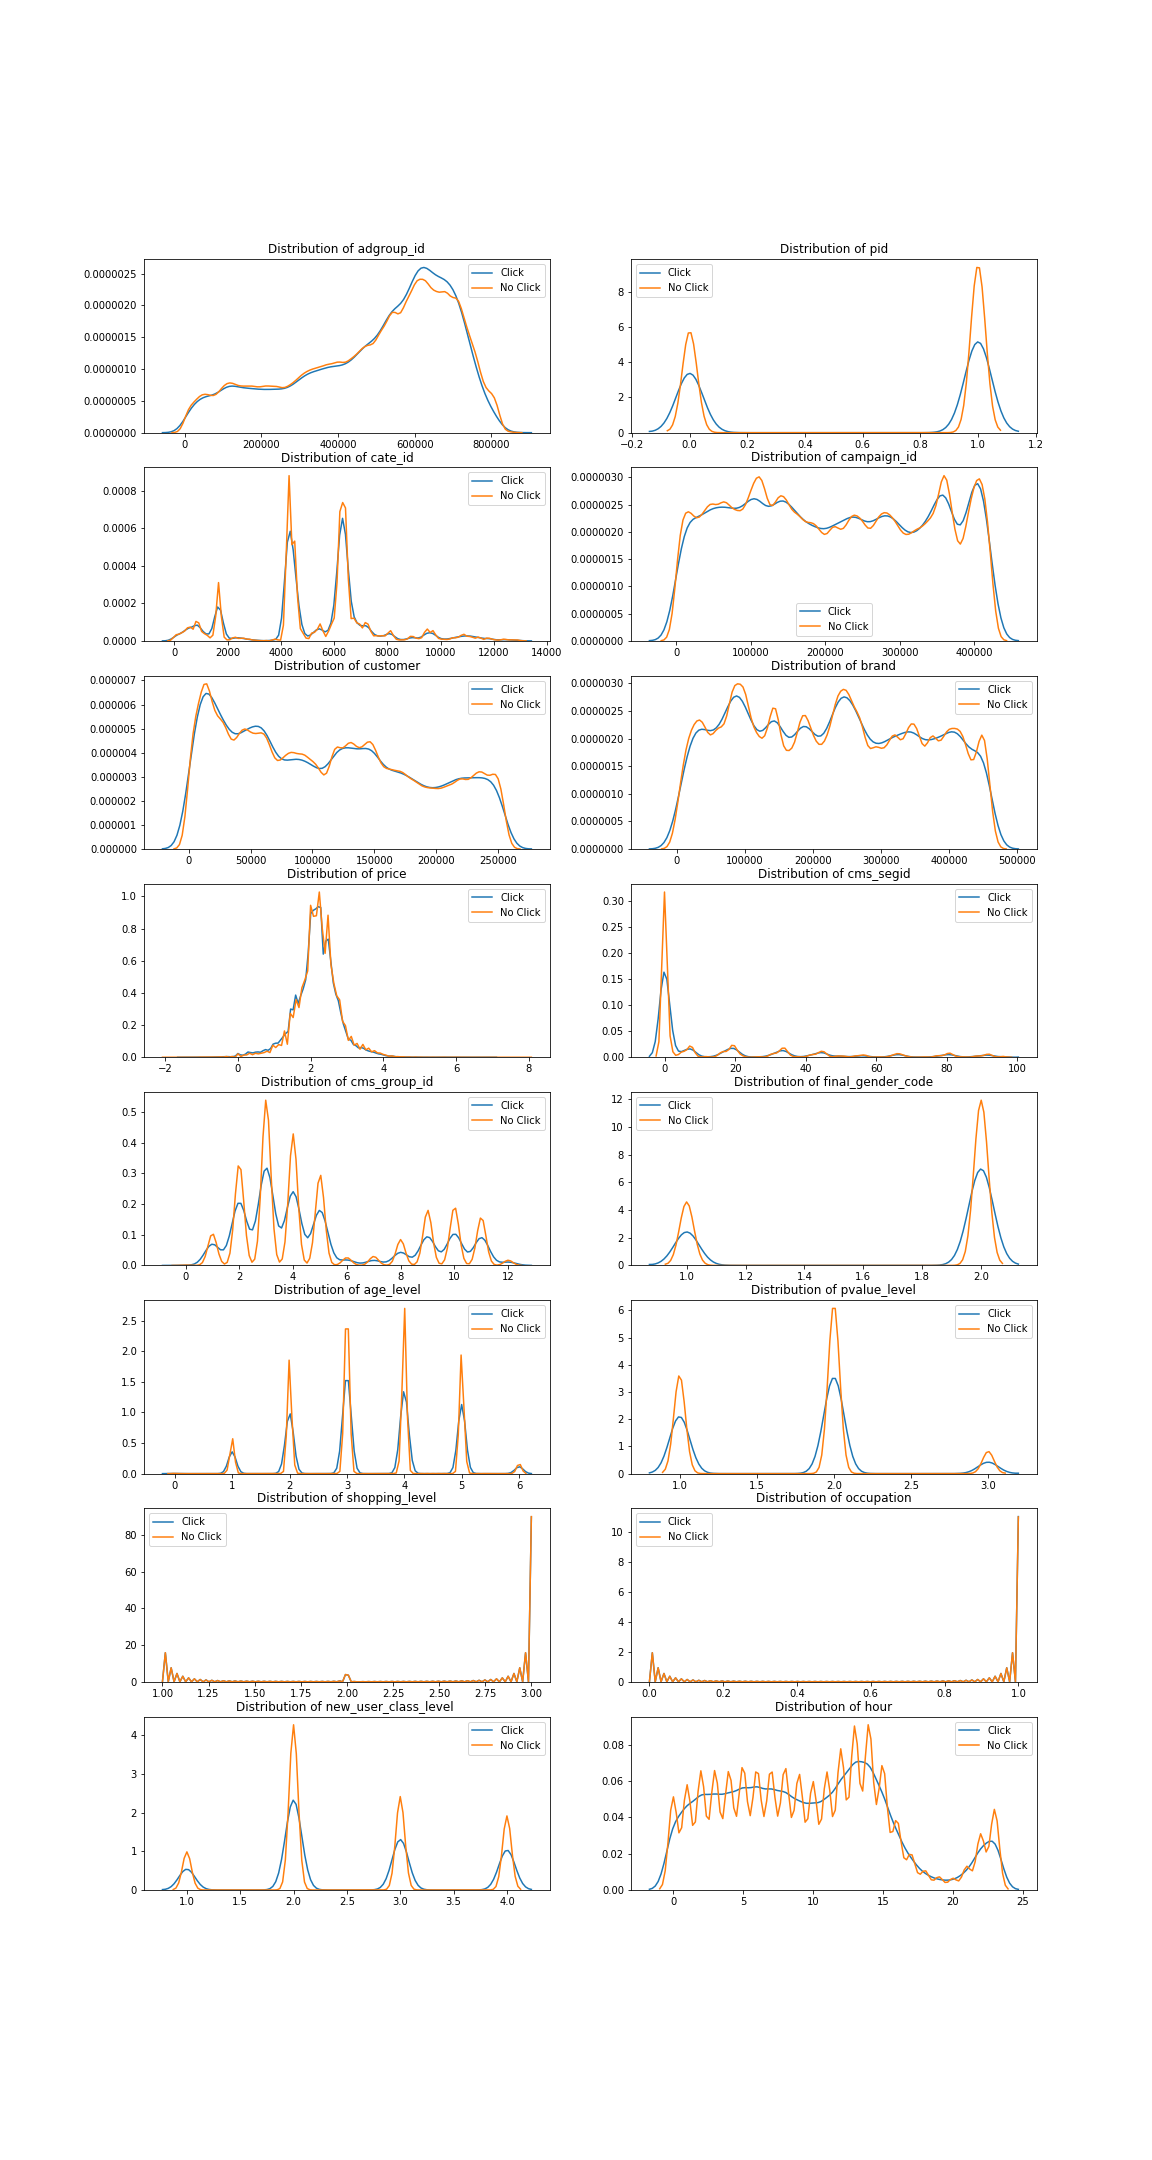 Distribution of adgroup_id
0.0000025
0.0000020
0.0000015
0.0000010
0.0000005
0.0000000
0 200000 400000 600000 800000
Click
No Click
Distribution of pid
8
6
4
2
0
−0.2 0.0 0.2 0.4 0.6 0.8 1.0 1.2
Click
No Click
Distribution of cate_id
0.0008
0.0006
0.0004
0.0002
0.0000
0 2000 4000 6000 8000 10000 12000 14000
Click
No Click
Distribution of campaign_id
0.0000030
0.0000025
0.0000020
0.0000015
0.0000010
0.0000005
0.0000000
0 100000 200000 300000 400000
Click
No Click
Distribution of customer
0.000007
0.000006
0.000005
0.000004
0.000003
0.000002
0.000001
0.000000
0 50000 100000 150000 200000 250000
Click
No Click
Distribution of brand
0.0000030
0.0000025
0.0000020
0.0000015
0.0000010
0.0000005
0.0000000
0 100000 200000 300000 400000 500000
Click
No Click
Distribution of price
1.0
0.8
0.6
0.4
0.2
0.0
−2 0 2 4 6 8
Click
No Click
Distribution of cms_segid
0.30
0.25
0.20
0.15
0.10
0.05
0.00
0 20 40 60 80 100
Click
No Click
Distribution of cms_group_id
0.5
0.4
0.3
0.2
0.1
0.0
0 2 4 6 8 10 12
Click
No Click
Distribution of final_gender_code
12
10
8
6
4
2
0
1.0 1.2 1.4 1.6 1.8 2.0
Click
No Click
Distribution of age_level
2.5
2.0
1.5
1.0
0.5
0.0
0 1 2 3 4 5 6
Click
No Click
Distribution of pvalue_level
6
5
4
3
2
1
0
1.0 1.5 2.0 2.5 3.0
Click
No Click
Distribution of shopping_level
80
60
40
20
0
1.00 1.25 1.50 1.75 2.00 2.25 2.50 2.75 3.00
Click
No Click
Distribution of occupation
10
8
6
4
2
0
0.0 0.2 0.4 0.6 0.8 1.0
Click
No Click
Distribution of new_user_class_level
4
3
2
1
0
1.0 1.5 2.0 2.5 3.0 3.5 4.0
Click
No Click
Distribution of hour
0.08
0.06
0.04
0.02
0.00
0 5 10 15 20 25
Click
No Click